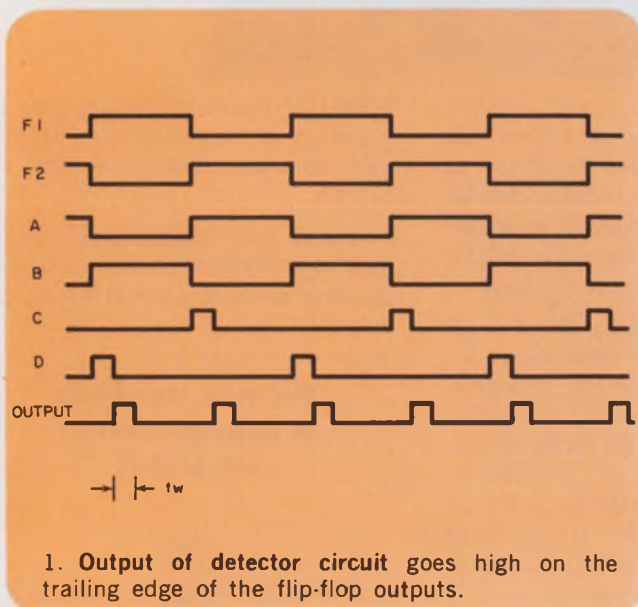 F1
F2
A
B
C
D
OUTPUT
tw
1. Output of detector circuit goes high on the
trailing edge of the flip-flop outputs.